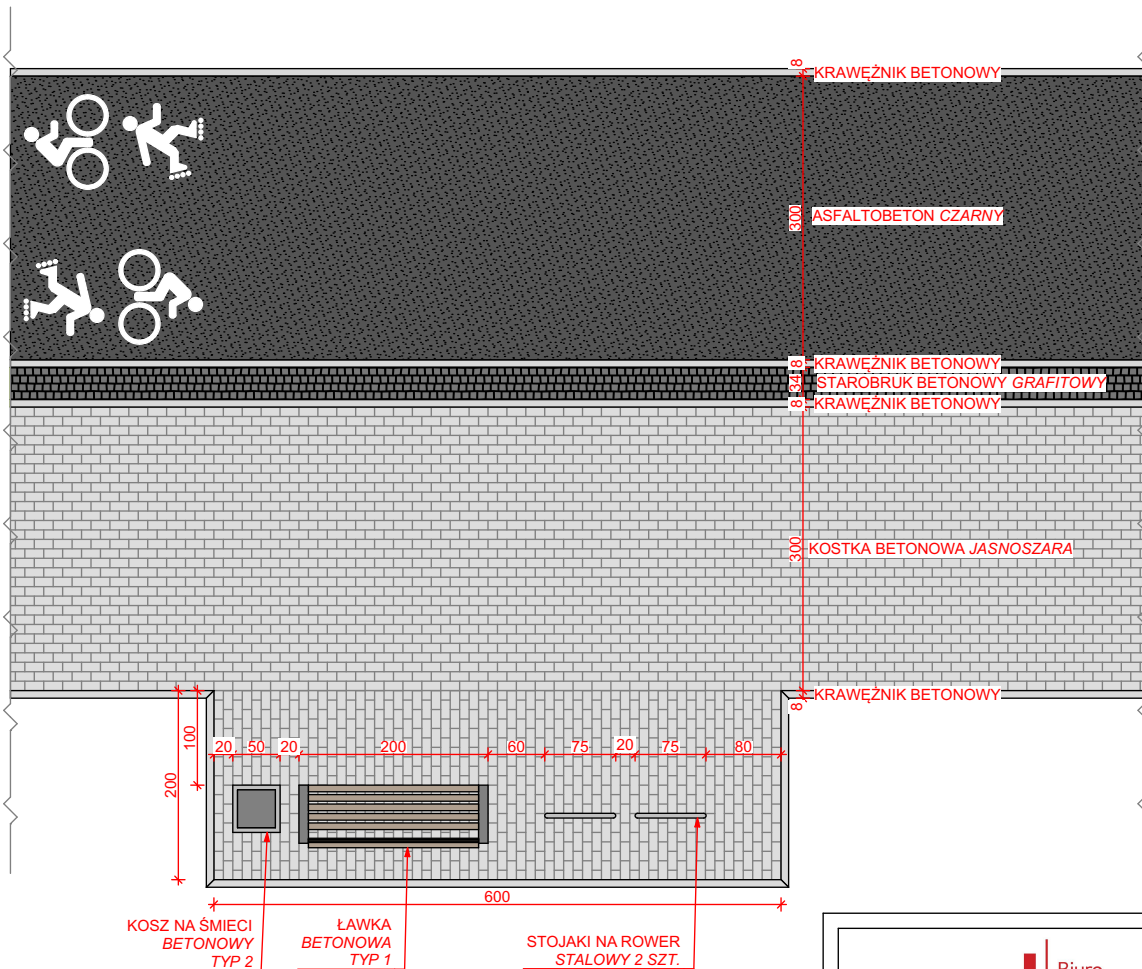 8
KRAWĘŻNIK BETONOWY
300
ASFALTOBETON CZARNY
8
KRAWĘŻNIK BETONOWY
34
STAROBRUK BETONOWY GRAFITOWY
8
KRAWĘŻNIK BETONOWY
300
KOSTKA BETONOWA JASNOSZARA
8
KRAWĘŻNIK BETONOWY
100
200
20 50 20 200 60 75 20 75 80
600
KOSZ NA ŚMIECI
BETONOWY
TYP 2
ŁAWKA
BETONOWA
TYP 1
STOJAKI NA ROWER
STALOWY 2 SZT.
Biuro